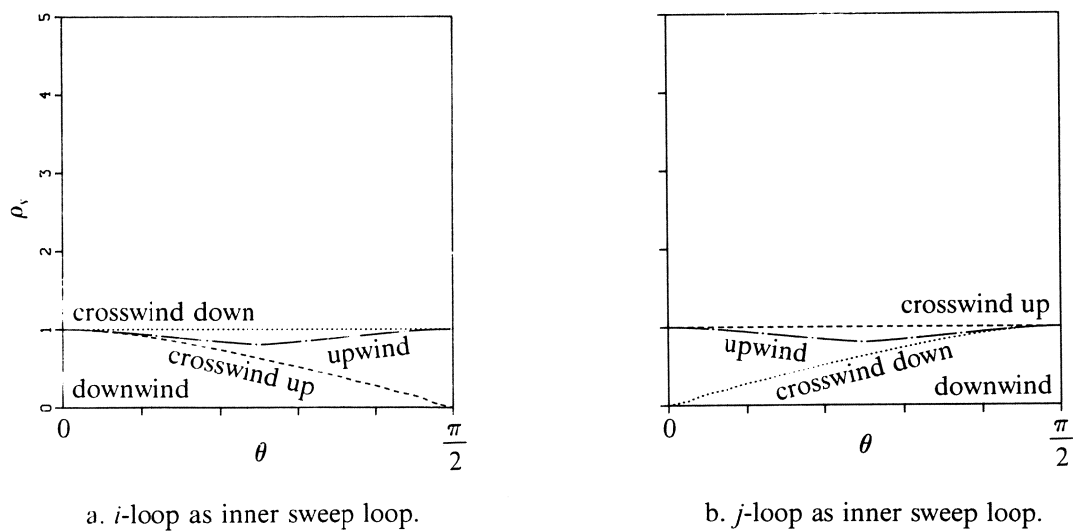 5
4
3
2
1
0
ρᵥ
crosswind down
crosswind up
upwind
downwind
0
θ
π/2
a. i-loop as inner sweep loop.
crosswind up
upwind
crosswind down
downwind
0
θ
π/2
b. j-loop as inner sweep loop.